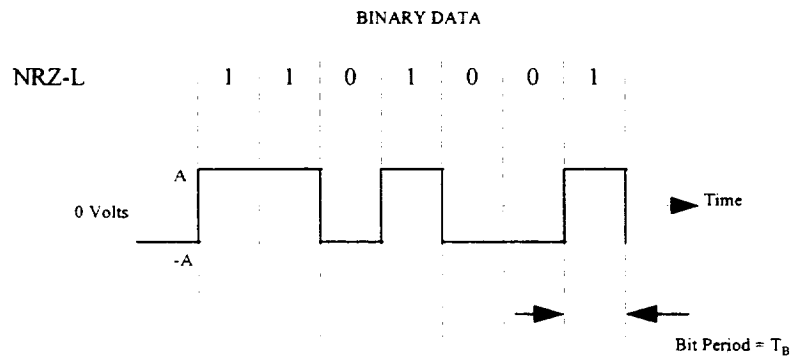 BINARY DATA
NRZ-L 1 1 0 1 0 0 1
A
0 Volts
Time
-A
Bit Period = T_B